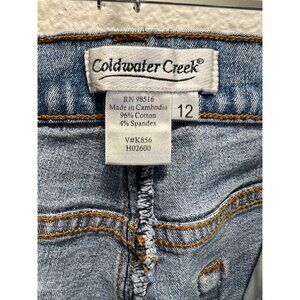 Coldwater Creek®
RN 98516
Made in Cambodia
96% Cotton
4% Spandex
12
V#K856
H02600